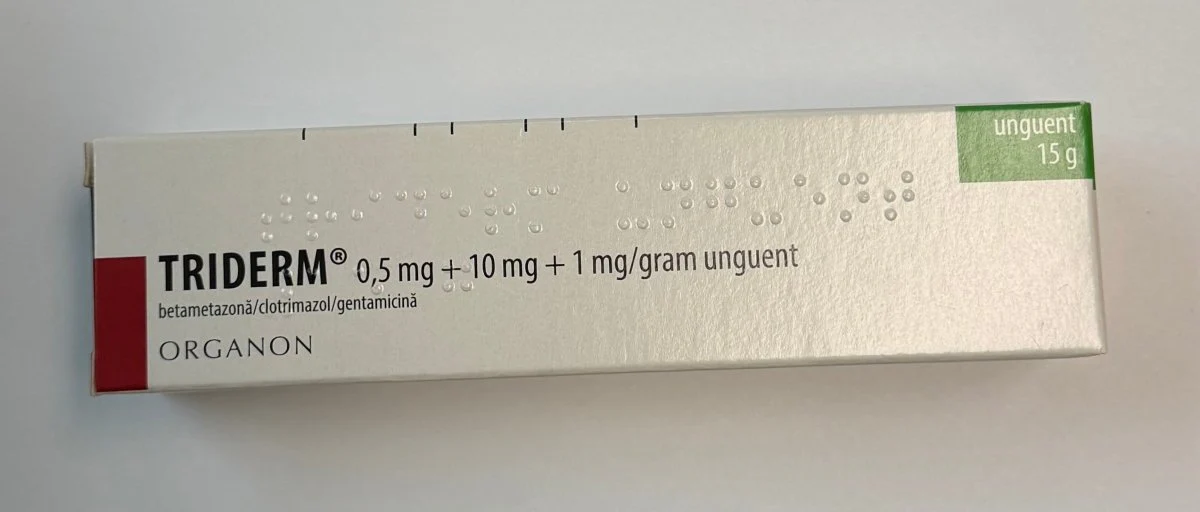 unguent
15 g
TRIDERM® 0,5 mg + 10 mg + 1 mg/gram unguent
betametazonă/clotrimazol/gentamicină
ORGANON